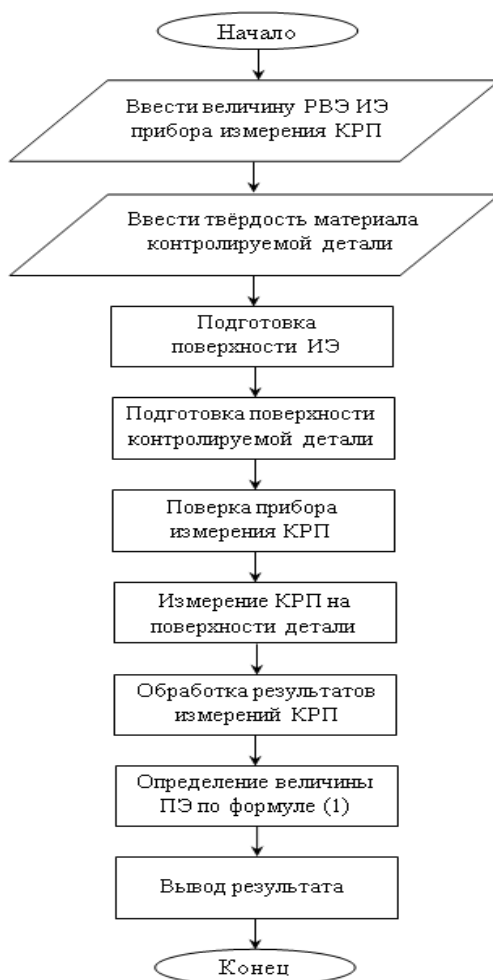 Начало
Ввести величину РВЭ ИЭ
прибора измерения КРП
Ввести твёрдость материала
контролируемой детали
Подготовка
поверхности ИЭ
Подготовка поверхности
контролируемой детали
Поверка прибора
измерения КРП
Измерение КРП на
поверхности детали
Обработка результатов
измерений КРП
Определение величины
ПЭ по формуле (1)
Вывод результата
Конец